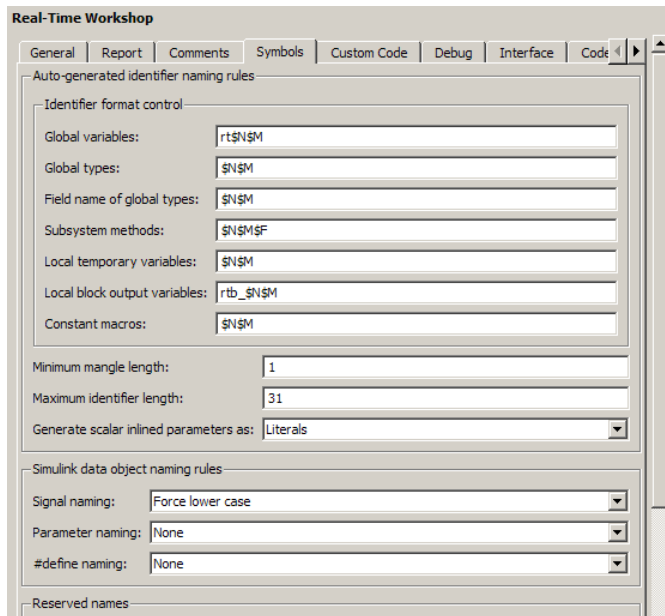 Real-Time Workshop
General Report Comments Symbols Custom Code Debug Interface Code
Auto-generated identifier naming rules
Identifier format control
Global variables: rt$N$M
Global types: $N$M
Field name of global types: $N$M
Subsystem methods: $N$M$F
Local temporary variables: $N$M
Local block output variables: rtb_$N$M
Constant macros: $N$M
Minimum mangle length: 1
Maximum identifier length: 31
Generate scalar inlined parameters as: Literals
Simulink data object naming rules
Signal naming: Force lower case
Parameter naming: None
#define naming: None
Reserved names